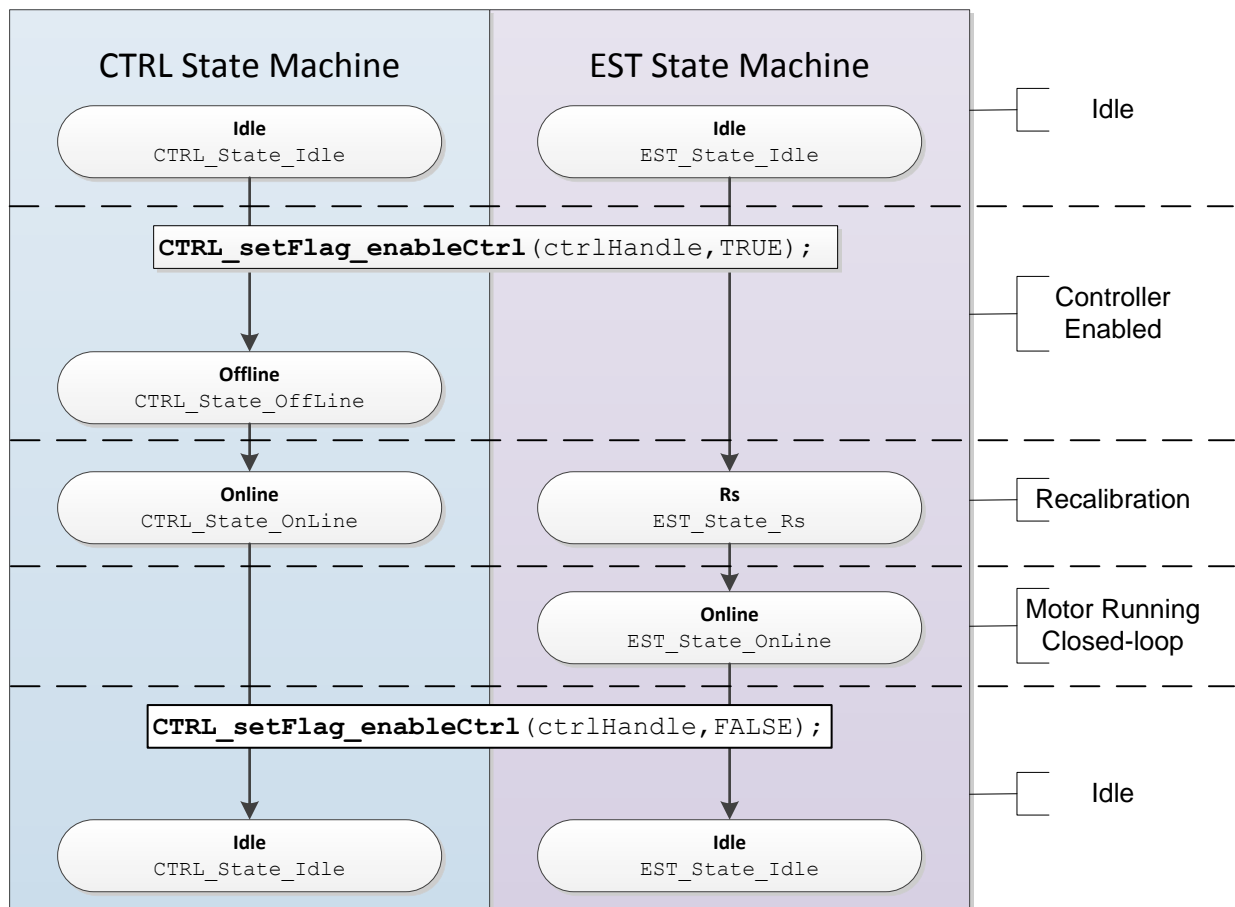 CTRL State Machine
EST State Machine
Idle
CTRL_State_Idle
Idle
EST_State_Idle
Idle
CTRL_setFlag_enableCtrl(ctrlHandle,TRUE);
Controller
Enabled
Offline
CTRL_State_OffLine
Online
CTRL_State_OnLine
Rs
EST_State_Rs
Recalibration
Online
EST_State_OnLine
Motor Running
Closed-loop
CTRL_setFlag_enableCtrl(ctrlHandle,FALSE);
Idle
Idle
CTRL_State_Idle
Idle
EST_State_Idle